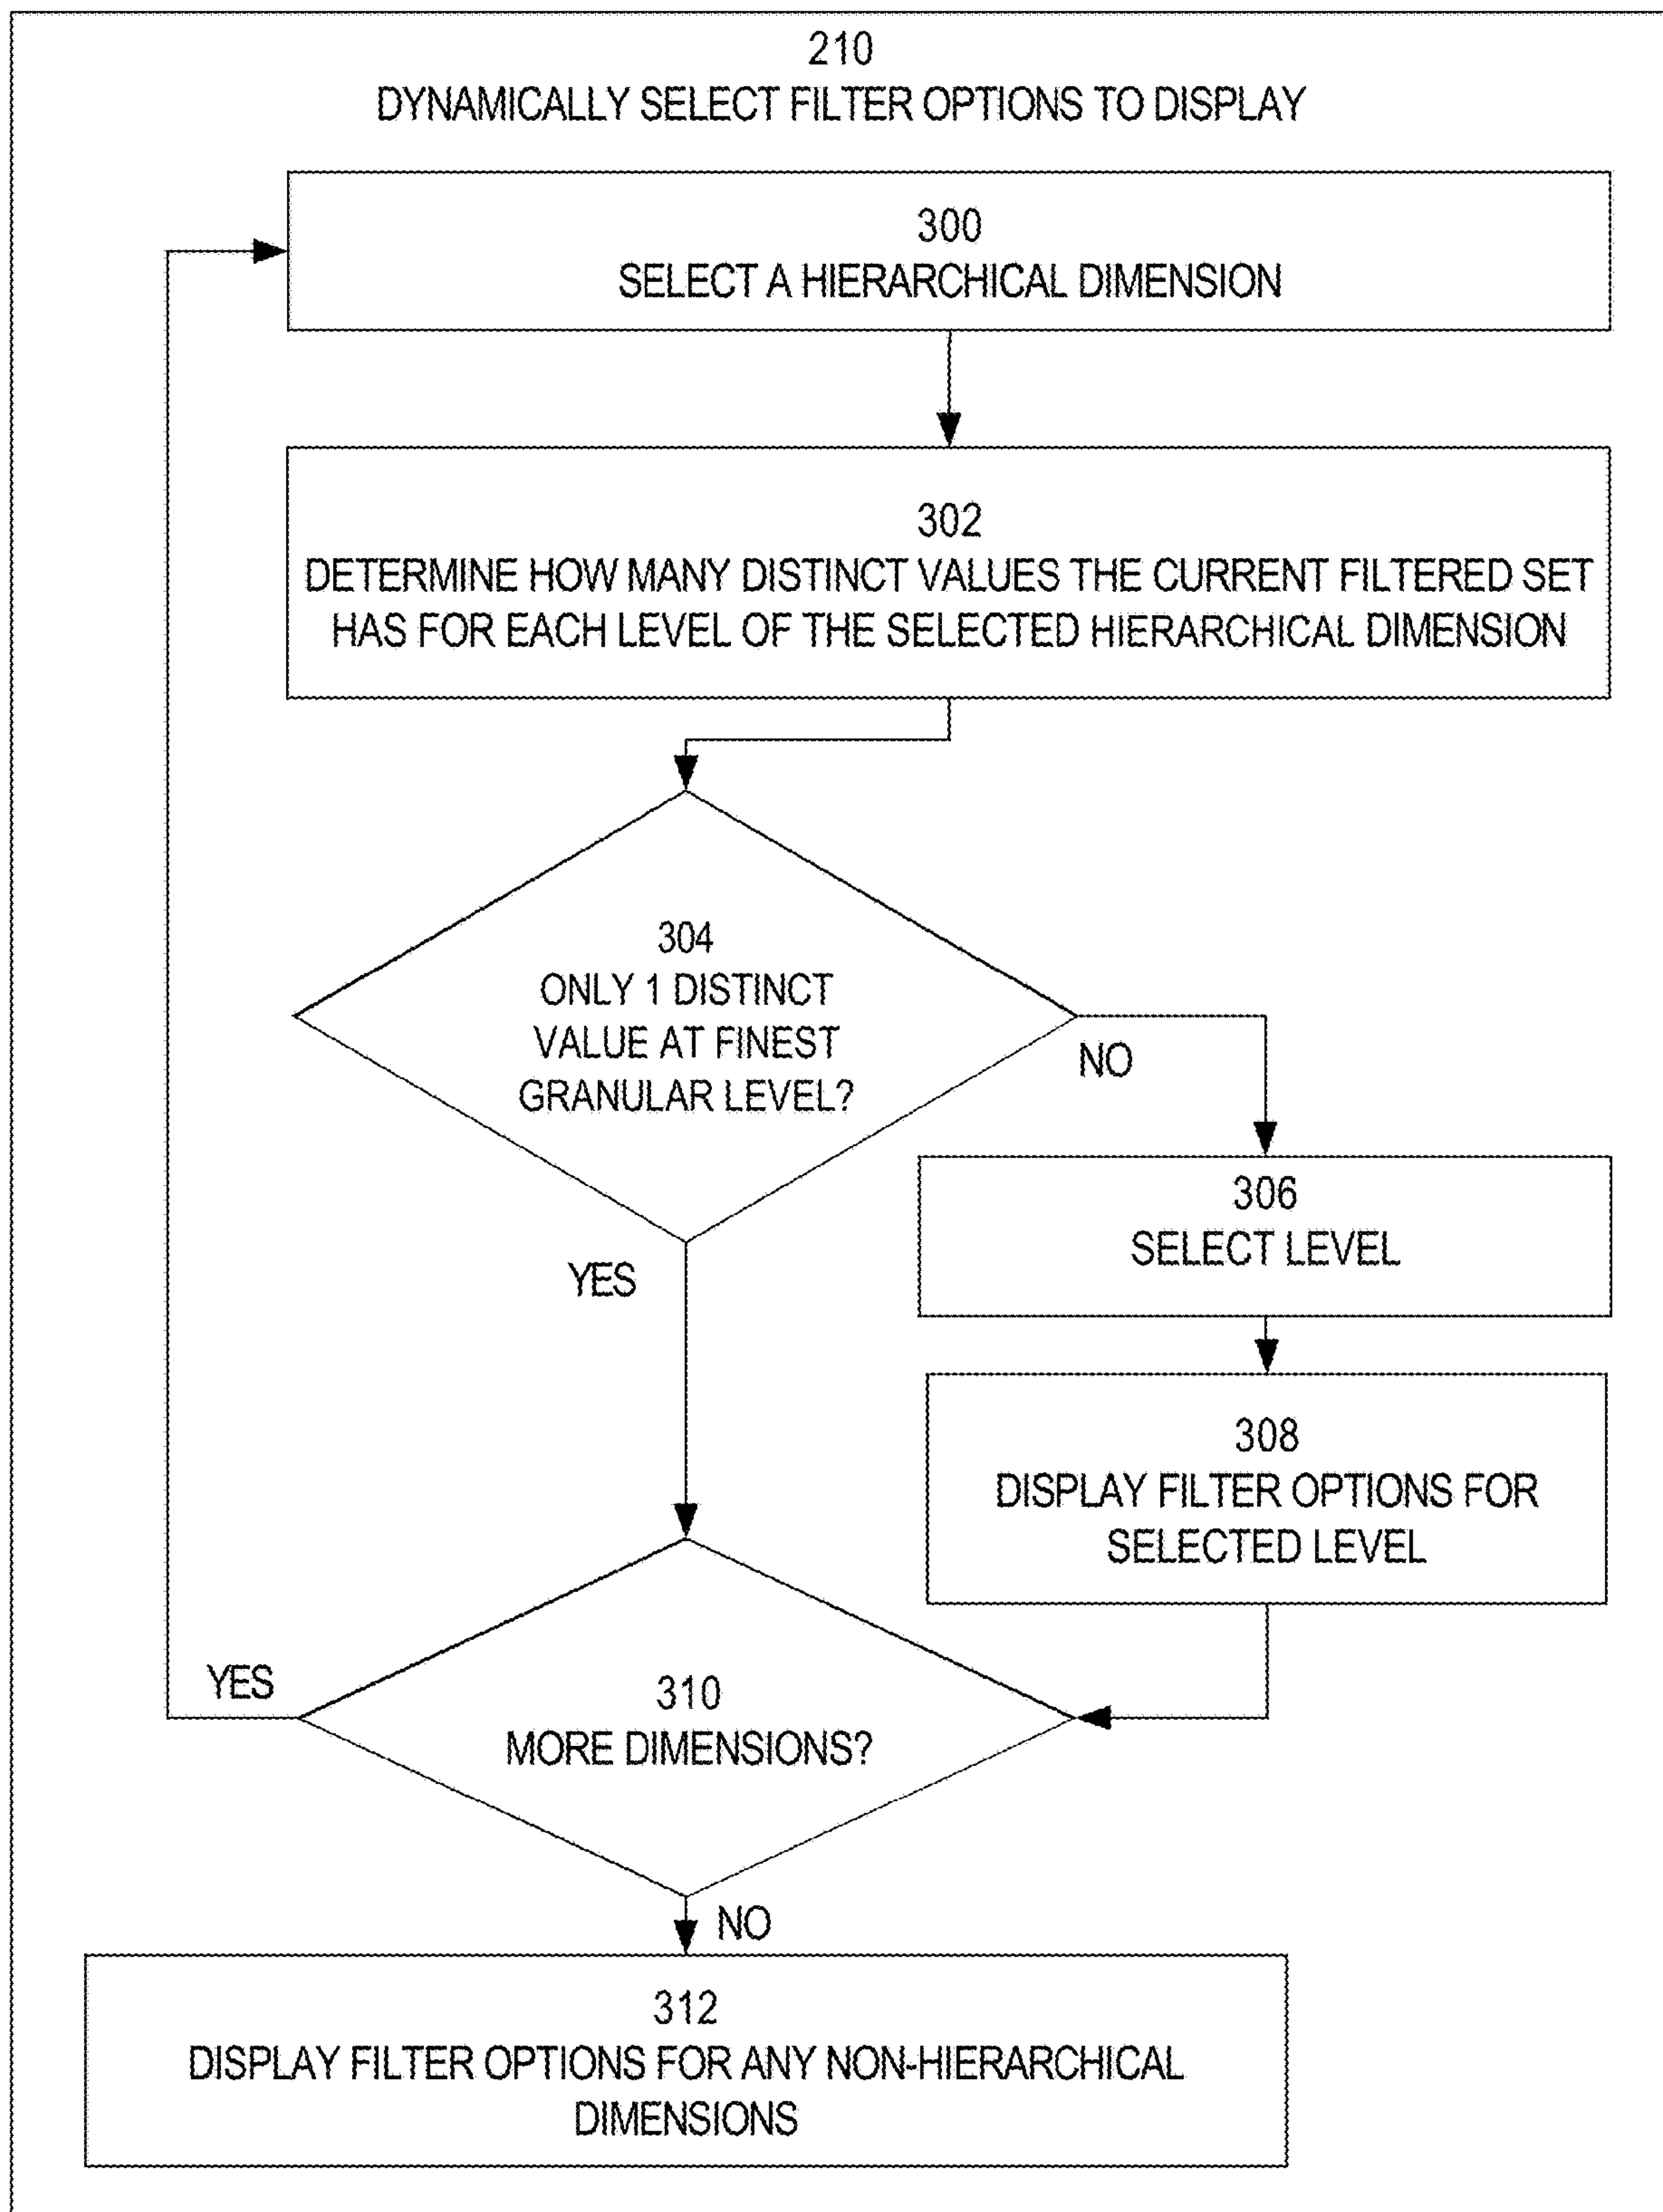 210
DYNAMICALLY SELECT FILTER OPTIONS TO DISPLAY
300
SELECT A HIERARCHICAL DIMENSION
302
DETERMINE HOW MANY DISTINCT VALUES THE CURRENT FILTERED SET
HAS FOR EACH LEVEL OF THE SELECTED HIERARCHICAL DIMENSION
304
ONLY 1 DISTINCT
VALUE AT FINEST
GRANULAR LEVEL?
NO
306
SELECT LEVEL
YES
308
DISPLAY FILTER OPTIONS FOR
SELECTED LEVEL
YES
310
MORE DIMENSIONS?
NO
312
DISPLAY FILTER OPTIONS FOR ANY NON-HIERARCHICAL
DIMENSIONS